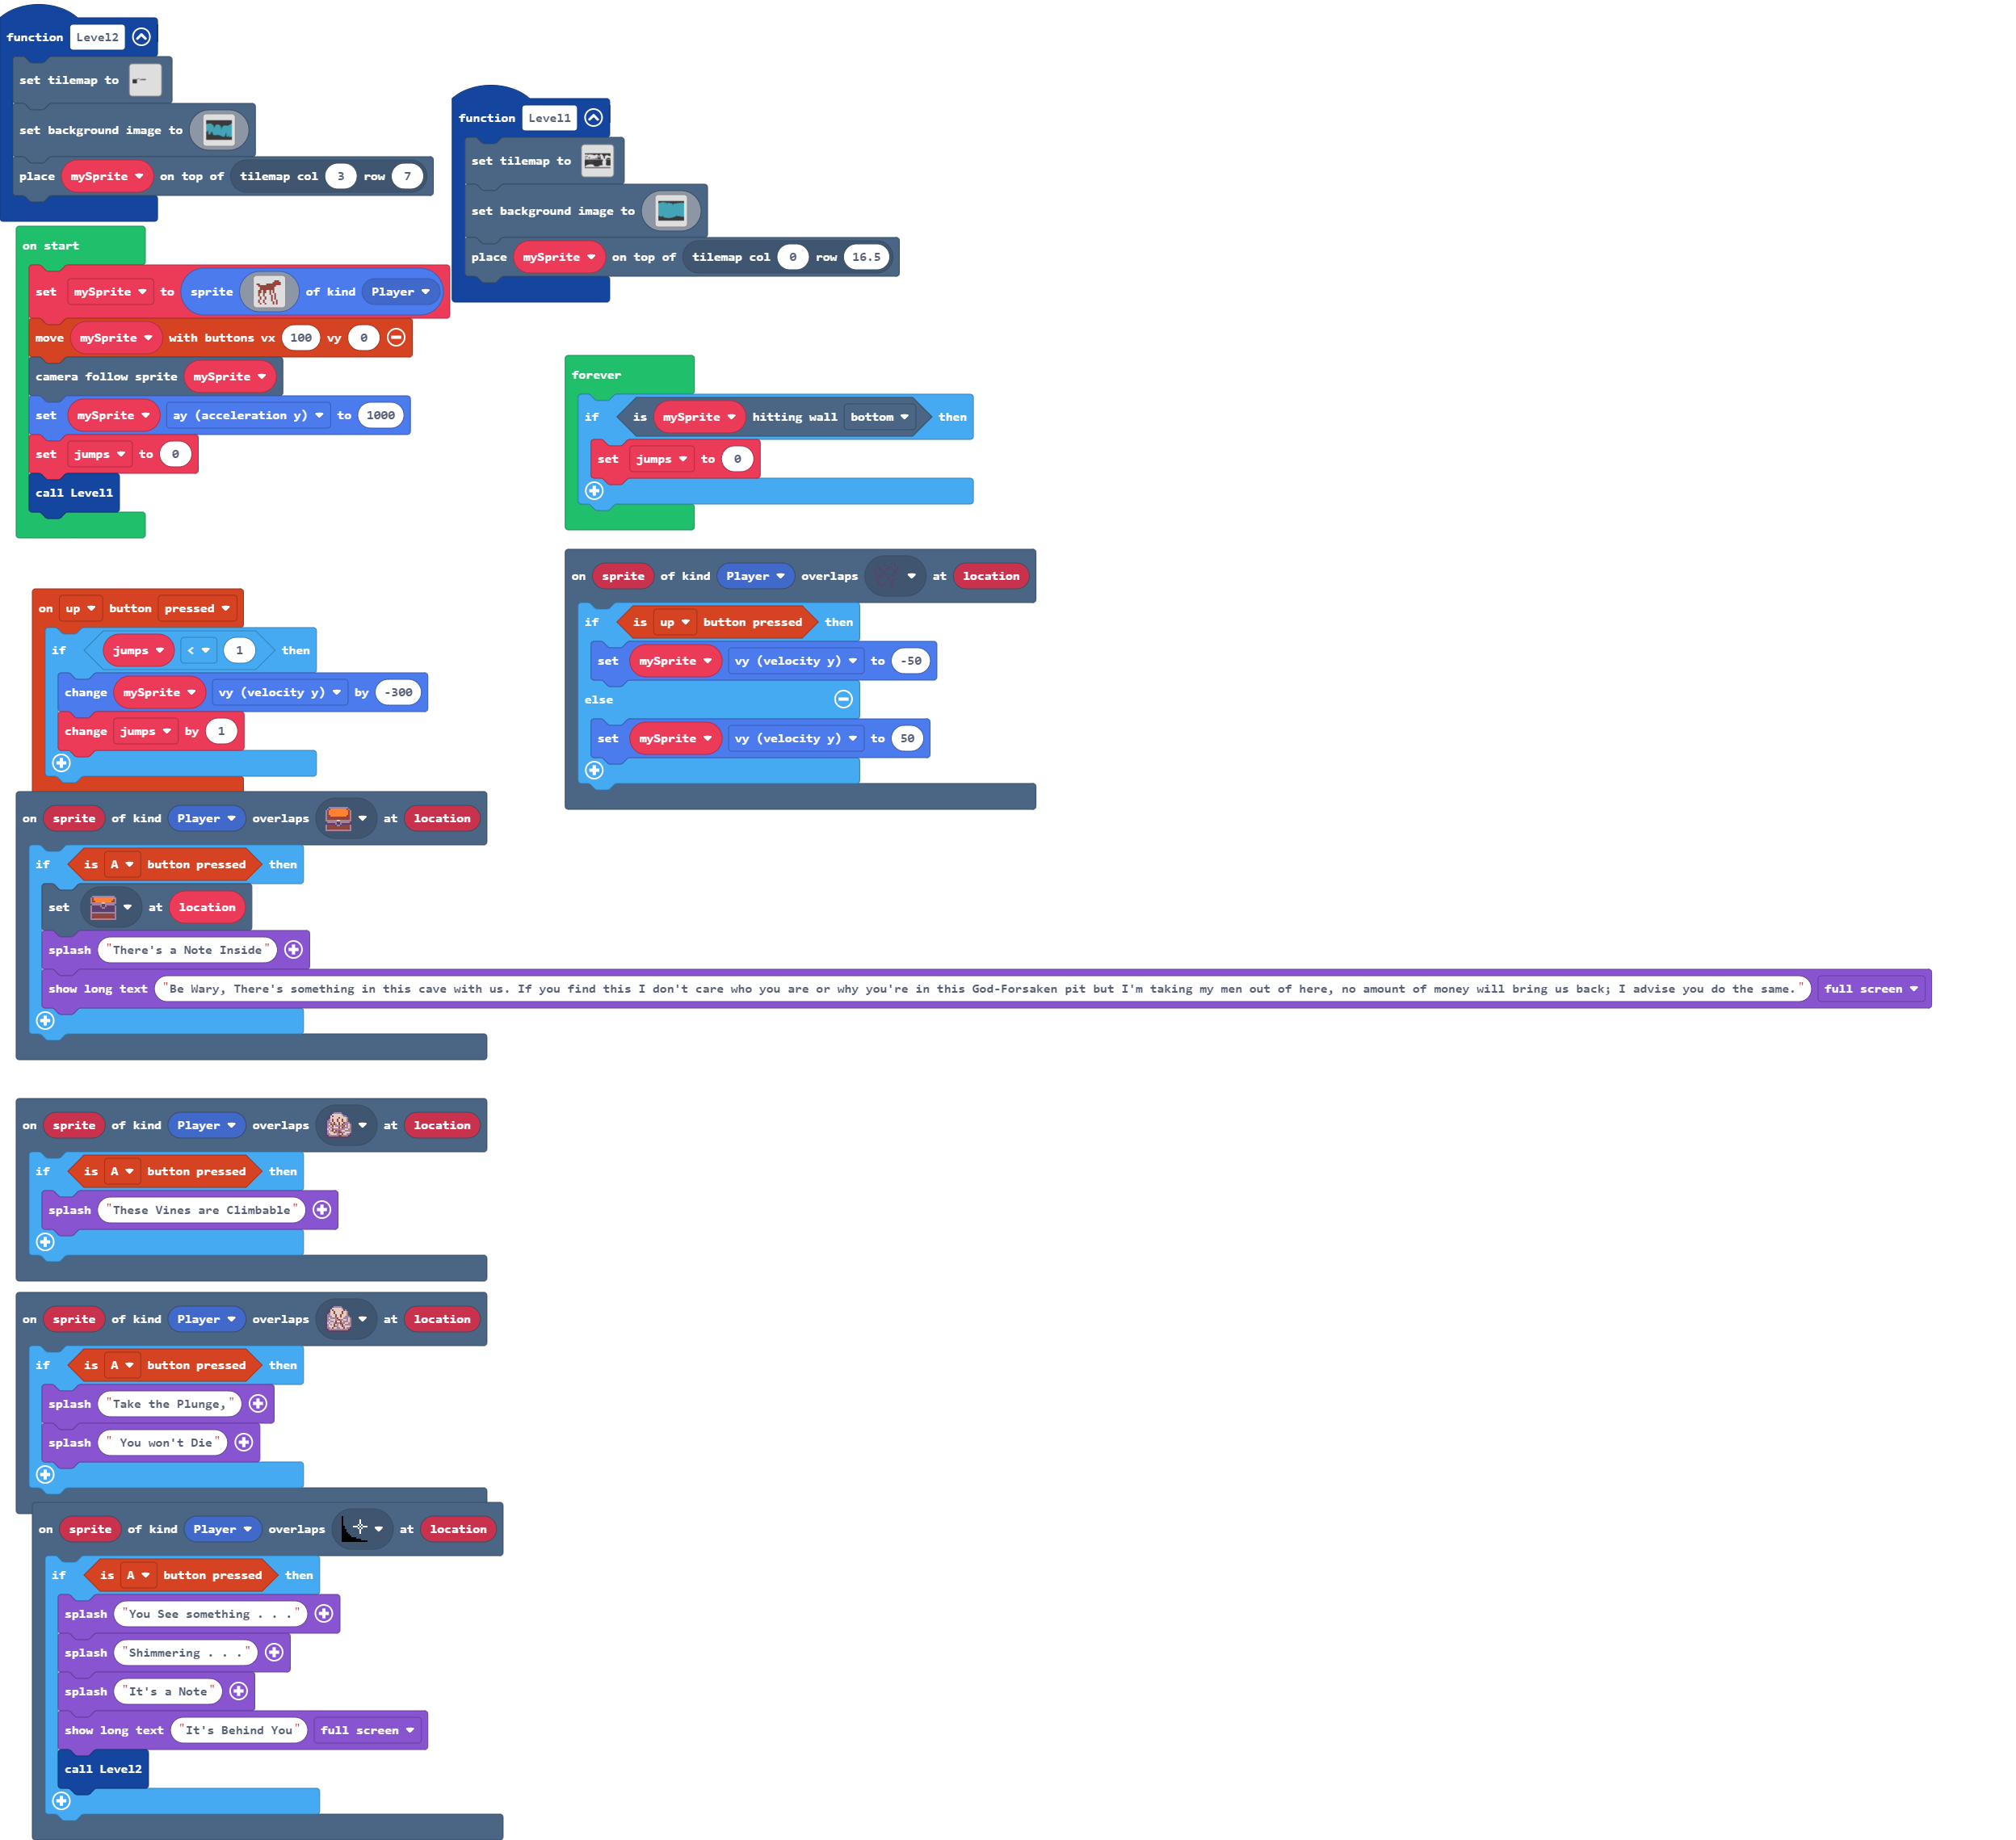 function Level2
set tilemap to
set background image to
place mySprite on top of tilemap col 3 row 7
function Level1
set tilemap to
set background image to
place mySprite on top of tilemap col 0 row 16.5
on start
set mySprite to sprite of kind Player
move mySprite with buttons vx 100 vy 0
camera follow sprite mySprite
set mySprite ay (acceleration y) to 1000
set jumps to 0
call Level1
forever
if is mySprite hitting wall bottom then
set jumps to 0
on up button pressed
if jumps < 1 then
change mySprite vy (velocity y) by -300
change jumps by 1
on sprite of kind Player overlaps at location
if is up button pressed then
set mySprite vy (velocity y) to -50
else
set mySprite vy (velocity y) to 50
on sprite of kind Player overlaps at location
if is A button pressed then
set at location
splash "There's a Note Inside"
show long text "Be Wary, There's something in this cave with us. If you find this I don't care who you are or why you're in this God-Forsaken pit but I'm taking my men out of here, no amount of money will bring us back; I advise you do the same." full screen
on sprite of kind Player overlaps at location
if is A button pressed then
splash "These Vines are Climbable"
on sprite of kind Player overlaps at location
if is A button pressed then
splash "Take the Plunge,"
splash " You won't Die"
on sprite of kind Player overlaps at location
if is A button pressed then
splash "You See something . . ."
splash "Shimmering . . ."
splash "It's a Note"
show long text "It's Behind You" full screen
call Level2